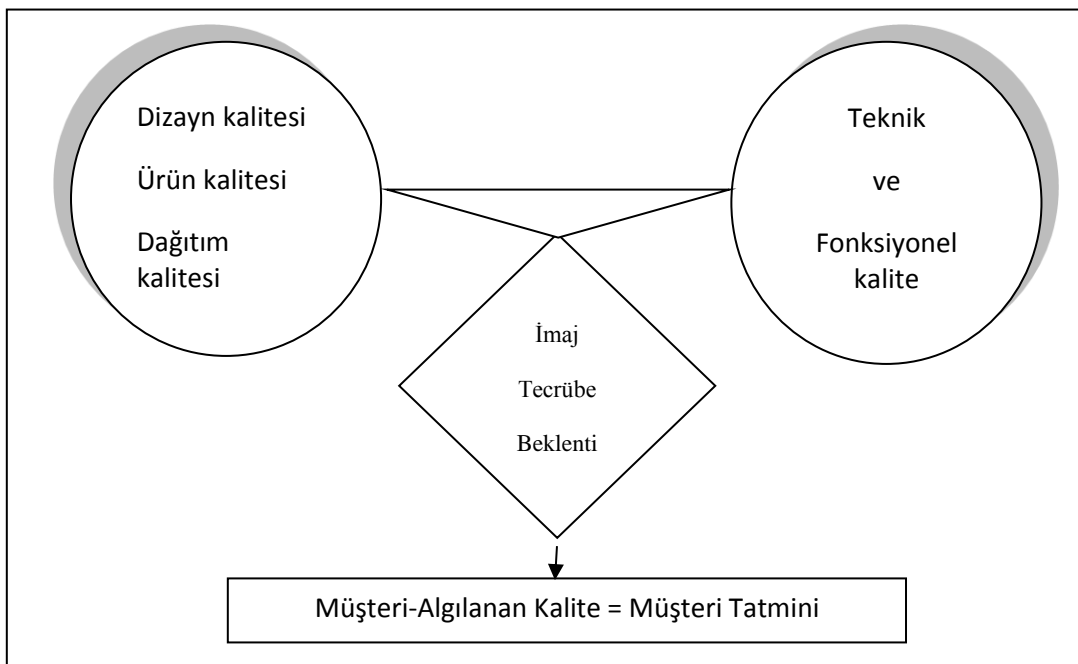 Dizayn kalitesi
Ürün kalitesi
Dağıtım
kalitesi
Teknik
ve
Fonksiyonel
kalite
İmaj
Tecrübe
Beklenti
Müşteri-Algılanan Kalite = Müşteri Tatmini